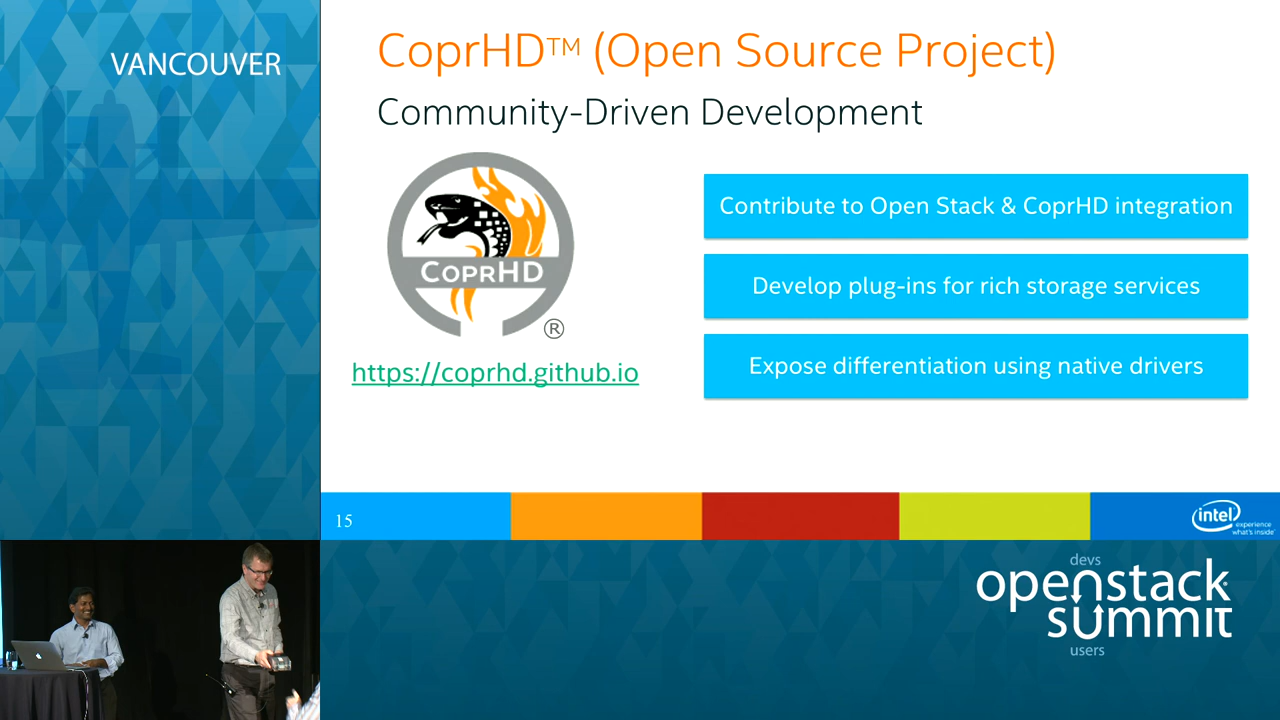 VANCOUVER
CoprHD™ (Open Source Project)
Community-Driven Development
COPRHD
®
https://coprhd.github.io
Contribute to Open Stack & CoprHD integration
Develop plug-ins for rich storage services
Expose differentiation using native drivers
15
intel
experience
what's inside™
devs
openstack
summit
users